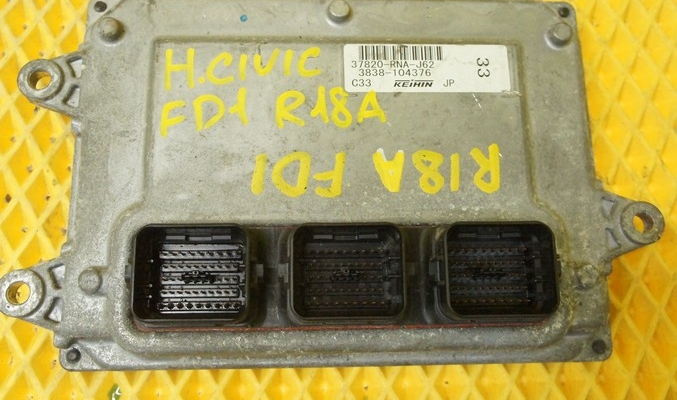 37820-RNA-J62
3838-104376
C33 KEIHIN JP
33
H.CIVIC
FD1 R18A
R18A FD1